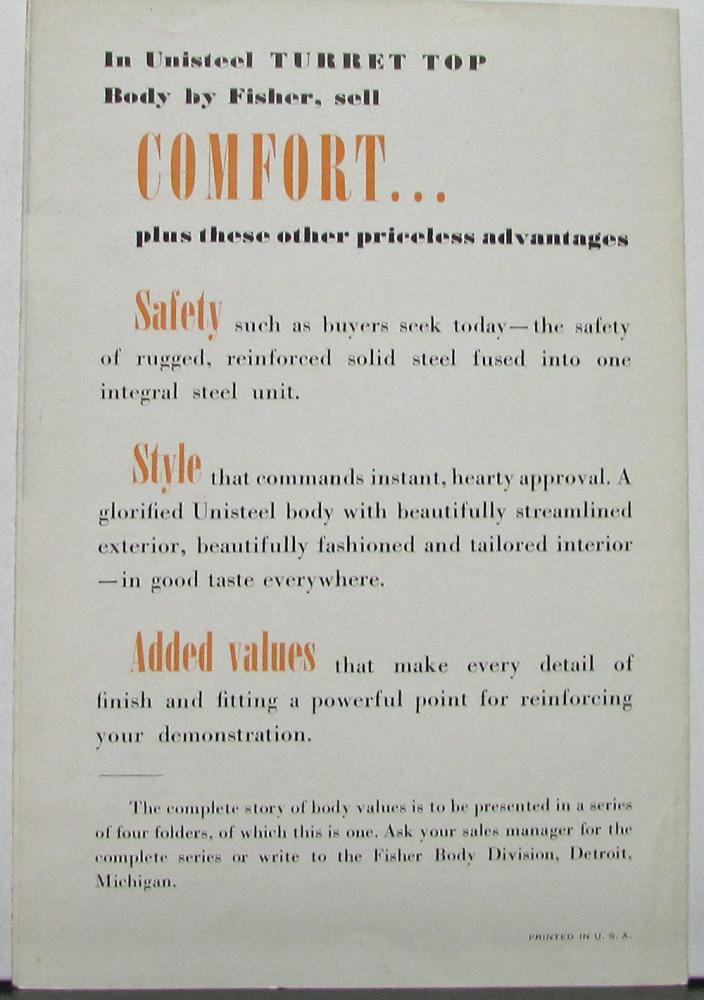 In Unisteel TURRET TOP
Body by Fisher, sell
COMFORT...
plus these other priceless advantages
Safety such as buyers seek today—the safety
of rugged, reinforced solid steel fused into one
integral steel unit.
Style that commands instant, hearty approval. A
glorified Unisteel body with beautifully streamlined
exterior, beautifully fashioned and tailored interior
—in good taste everywhere.
Added values that make every detail of
finish and fitting a powerful point for reinforcing
your demonstration.
The complete story of body values is to be presented in a series
of four folders, of which this is one. Ask your sales manager for the
complete series or write to the Fisher Body Division, Detroit,
Michigan.
PRINTED IN U. S. A.